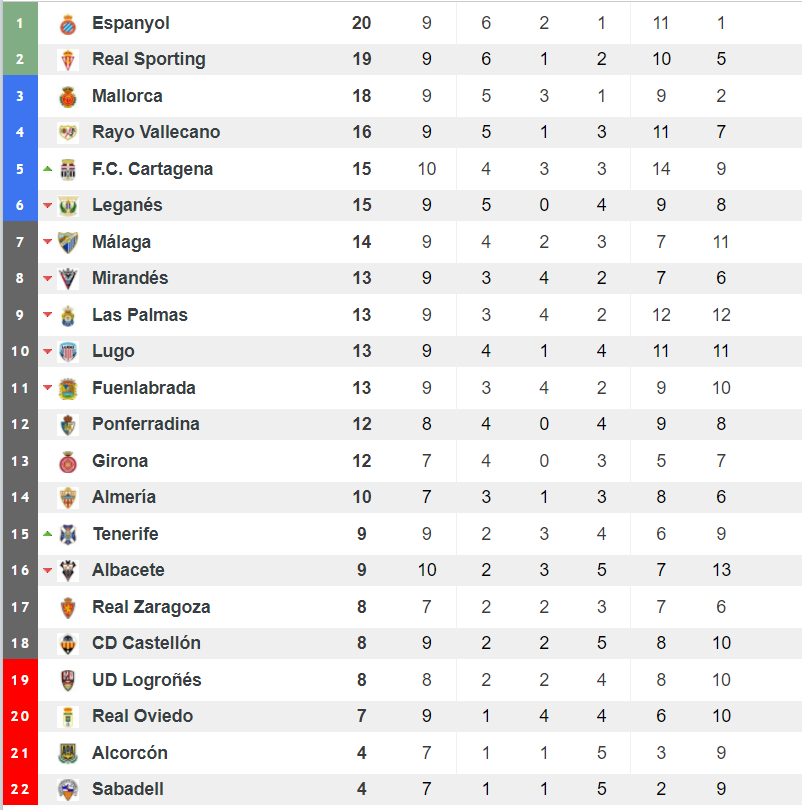 1 Espanyol 20 9 6 2 1 11 1
2 Real Sporting 19 9 6 1 2 10 5
3 Mallorca 18 9 5 3 1 9 2
4 Rayo Vallecano 16 9 5 1 3 11 7
5 F.C. Cartagena 15 10 4 3 3 14 9
6 Leganés 15 9 5 0 4 9 8
7 Málaga 14 9 4 2 3 7 11
8 Mirandés 13 9 3 4 2 7 6
9 Las Palmas 13 9 3 4 2 12 12
10 Lugo 13 9 4 1 4 11 11
11 Fuenlabrada 13 9 3 4 2 9 10
12 Ponferradina 12 8 4 0 4 9 8
13 Girona 12 7 4 0 3 5 7
14 Almería 10 7 3 1 3 8 6
15 Tenerife 9 9 2 3 4 6 9
16 Albacete 9 10 2 3 5 7 13
17 Real Zaragoza 8 7 2 2 3 7 6
18 CD Castellón 8 9 2 2 5 8 10
19 UD Logroñés 8 8 2 2 4 8 10
20 Real Oviedo 7 9 1 4 4 6 10
21 Alcorcón 4 7 1 1 5 3 9
22 Sabadell 4 7 1 1 5 2 9